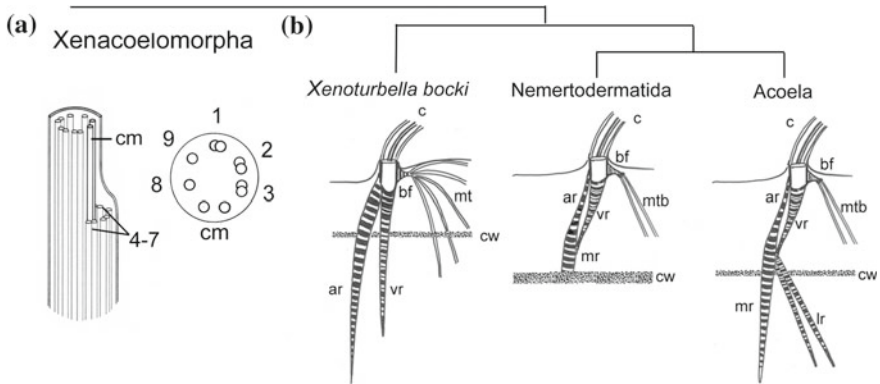 (a) Xenacoelomorpha
cm
4-7
1
9
2
8
3
cm
(b)
Xenoturbella bocki
c
bf
mt
cw
ar
vr
Nemertodermatida
c
bf
ar
vr
mtb
mr
cw
Acoela
c
bf
ar
vr
mtb
cw
mr
lr